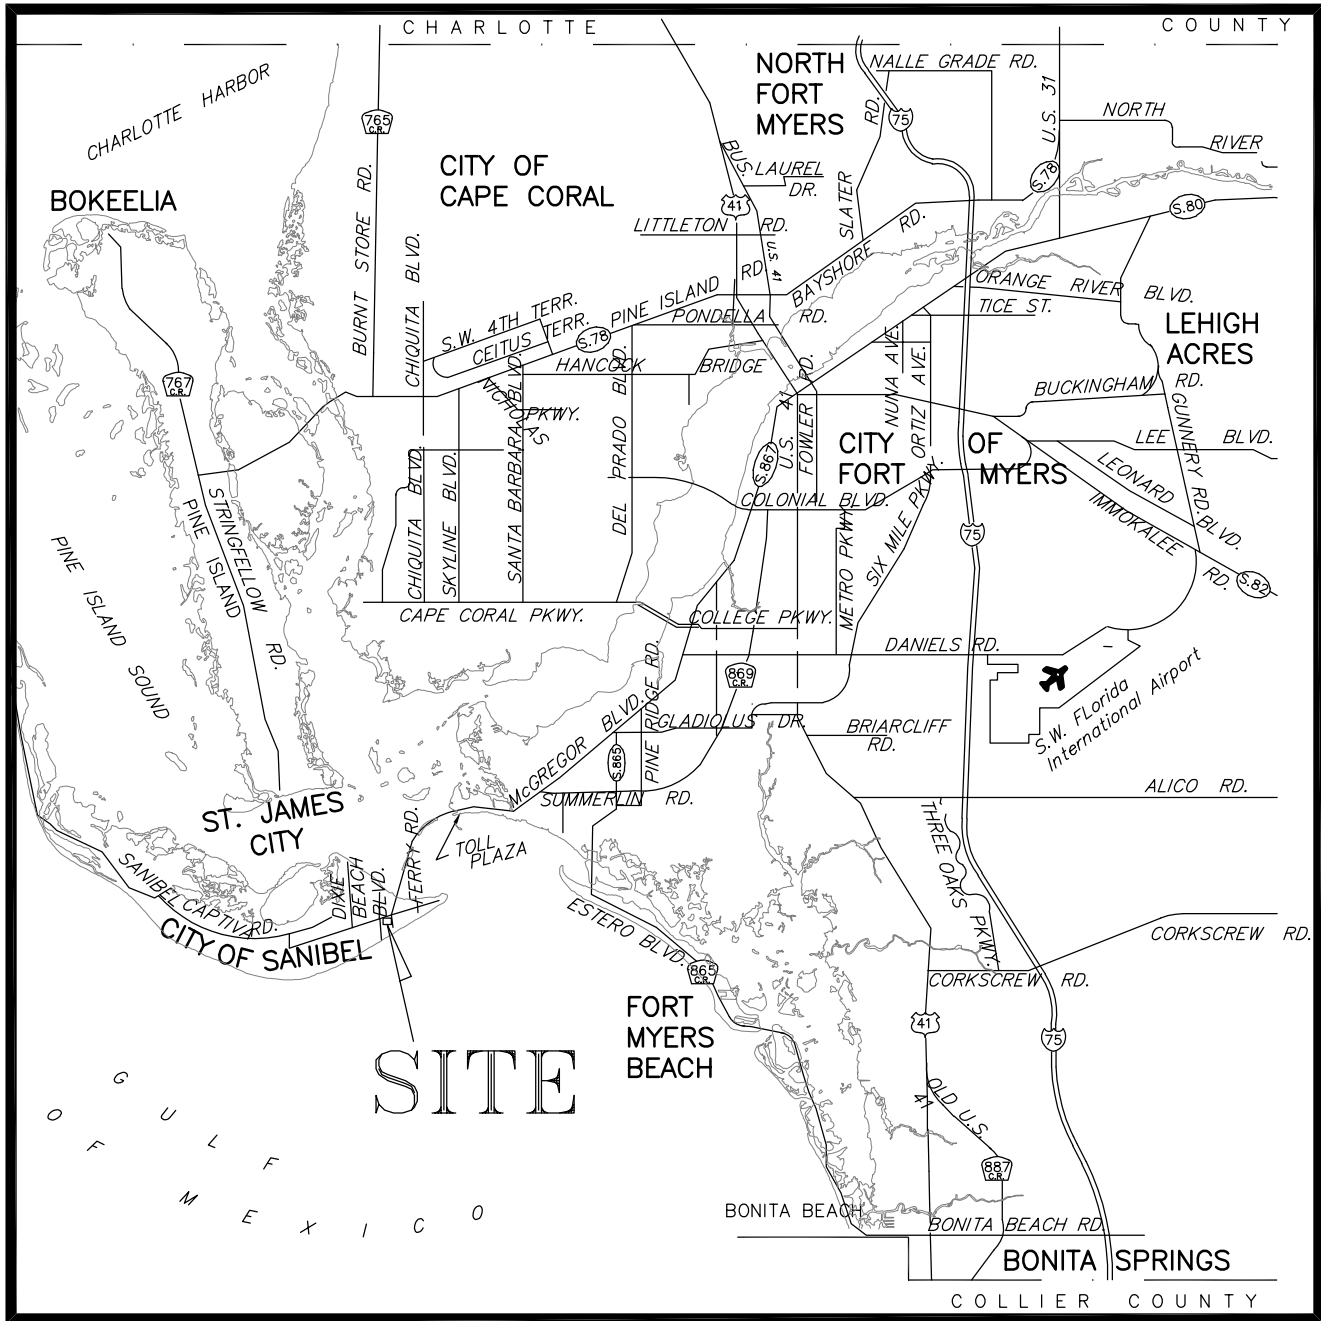 CHARLOTTE COUNTY
CHARLOTTE HARBOR
BOKEELIA
765
C.R.
BURNT STORE RD.
CITY OF
CAPE CORAL
NORTH
FORT
MYERS
NALLE GRADE RD.
SLATER RD.
75
U.S. 31
NORTH RIVER
S.78
S.80
BUS.
41
LAUREL
DR.
LITTLETON RD.
U.S. 41
BAYSHORE RD.
CHIQUITA BLVD.
S.W. 4TH TERR.
CEITUS TERR.
S.78
PINE ISLAND RD.
PONDELLA RD.
HANCOCK BRIDGE
NICHOLAS
PKWY.
ORANGE RIVER BLVD.
TICE ST.
LEHIGH
ACRES
BUCKINGHAM RD.
GUNNERY RD.
LEE BLVD.
LEONARD BLVD.
IMMOKALEE RD.
S.82
767
C.R.
STRINGFELLOW RD.
PINE ISLAND
PINE ISLAND SOUND
CHIQUITA BLVD.
SKYLINE BLVD.
SANTA BARBARA BLVD.
DEL PRADO BLVD.
CAPE CORAL PKWY.
U.S. 41
S.867
FOWLER RD.
NUNA AVE.
ORTIZ AVE.
CITY OF
FORT MYERS
COLONIAL BLVD.
METRO PKWY.
SIX MILE PKWY.
75
COLLEGE PKWY.
DANIELS RD.
S.W. FLorida
International Airport
869
C.R.
PINE RIDGE RD.
McGREGOR BLVD.
GLADIOLUS DR.
BRIARCLIFF
RD.
S.865
SUMMERLIN RD.
ALICO RD.
THREE OAKS PKWY.
ST. JAMES
CITY
TOLL
PLAZA
FERRY RD.
DIXIE
BEACH
BLVD.
SANIBEL CAPTIVA RD.
CITY OF SANIBEL
ESTERO BLVD.
865
C.R.
CORKSCREW RD.
CORKSCREW RD.
FORT
MYERS
BEACH
SITE
41
75
OLD U.S.
41
887
C.R.
GULF
OF
MEXICO
BONITA BEACH
BONITA BEACH RD.
BONITA SPRINGS
COLLIER COUNTY